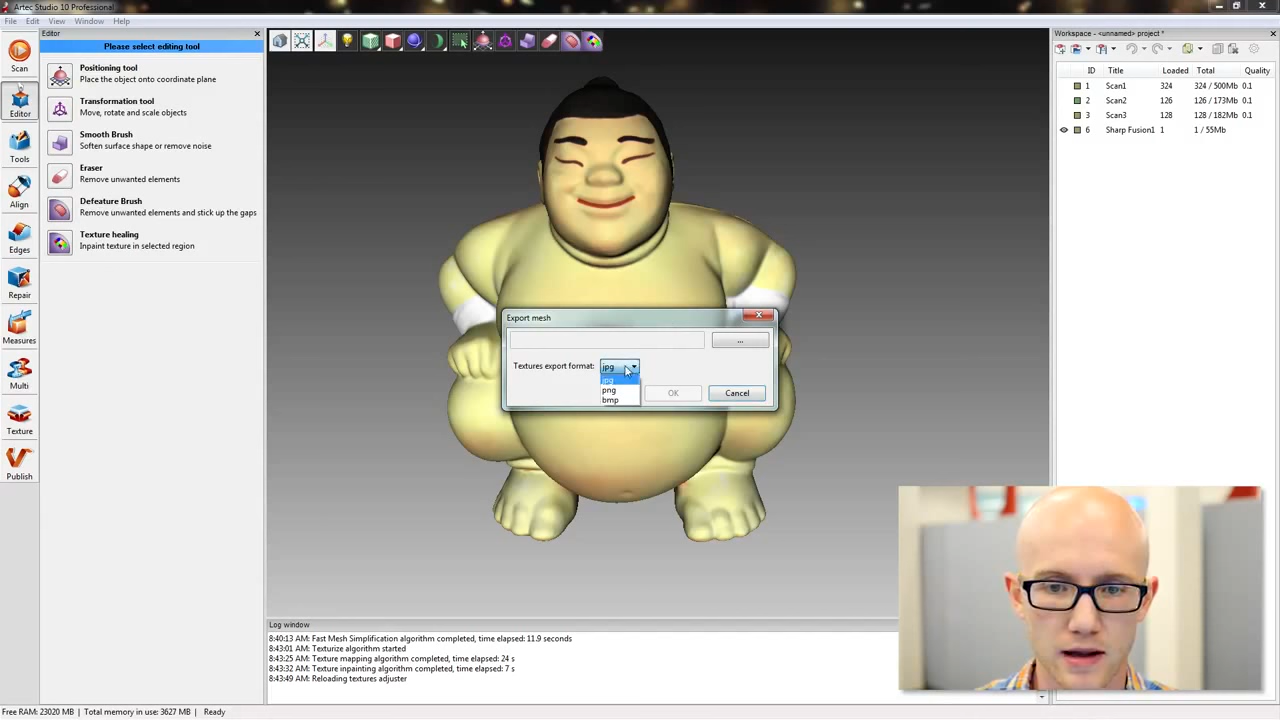 Artec Studio 10 Professional
File Edit View Window Help
Editor
Please select editing tool
Scan
Editor
Tools
Align
Edges
Repair
Measures
Multi
Texture
Publish
Positioning tool
Place the object onto coordinate plane
Transformation tool
Move, rotate and scale objects
Smooth Brush
Soften surface shape or remove noise
Eraser
Remove unwanted elements
Defeature Brush
Remove unwanted elements and stick up the gaps
Texture healing
Inpaint texture in selected region
Export mesh
...
Textures export format: jpg
jpg
png
bmp
OK Cancel
Workspace - <unnamed> project *
ID Title Loaded Total Quality
1 Scan1 324 324 / 500Mb 0.1
2 Scan2 126 126 / 173Mb 0.1
3 Scan3 128 128 / 182Mb 0.1
6 Sharp Fusion1 1 1 / 55Mb
Log window
8:40:13 AM: Fast Mesh Simplification algorithm completed, time elapsed: 11.9 seconds
8:43:01 AM: Texturize algorithm started
8:43:25 AM: Texture mapping algorithm completed, time elapsed: 24 s
8:43:32 AM: Texture inpainting algorithm completed, time elapsed: 7 s
8:43:49 AM: Reloading textures adjuster
Free RAM: 23020 MB | Total memory in use: 3627 MB | Ready